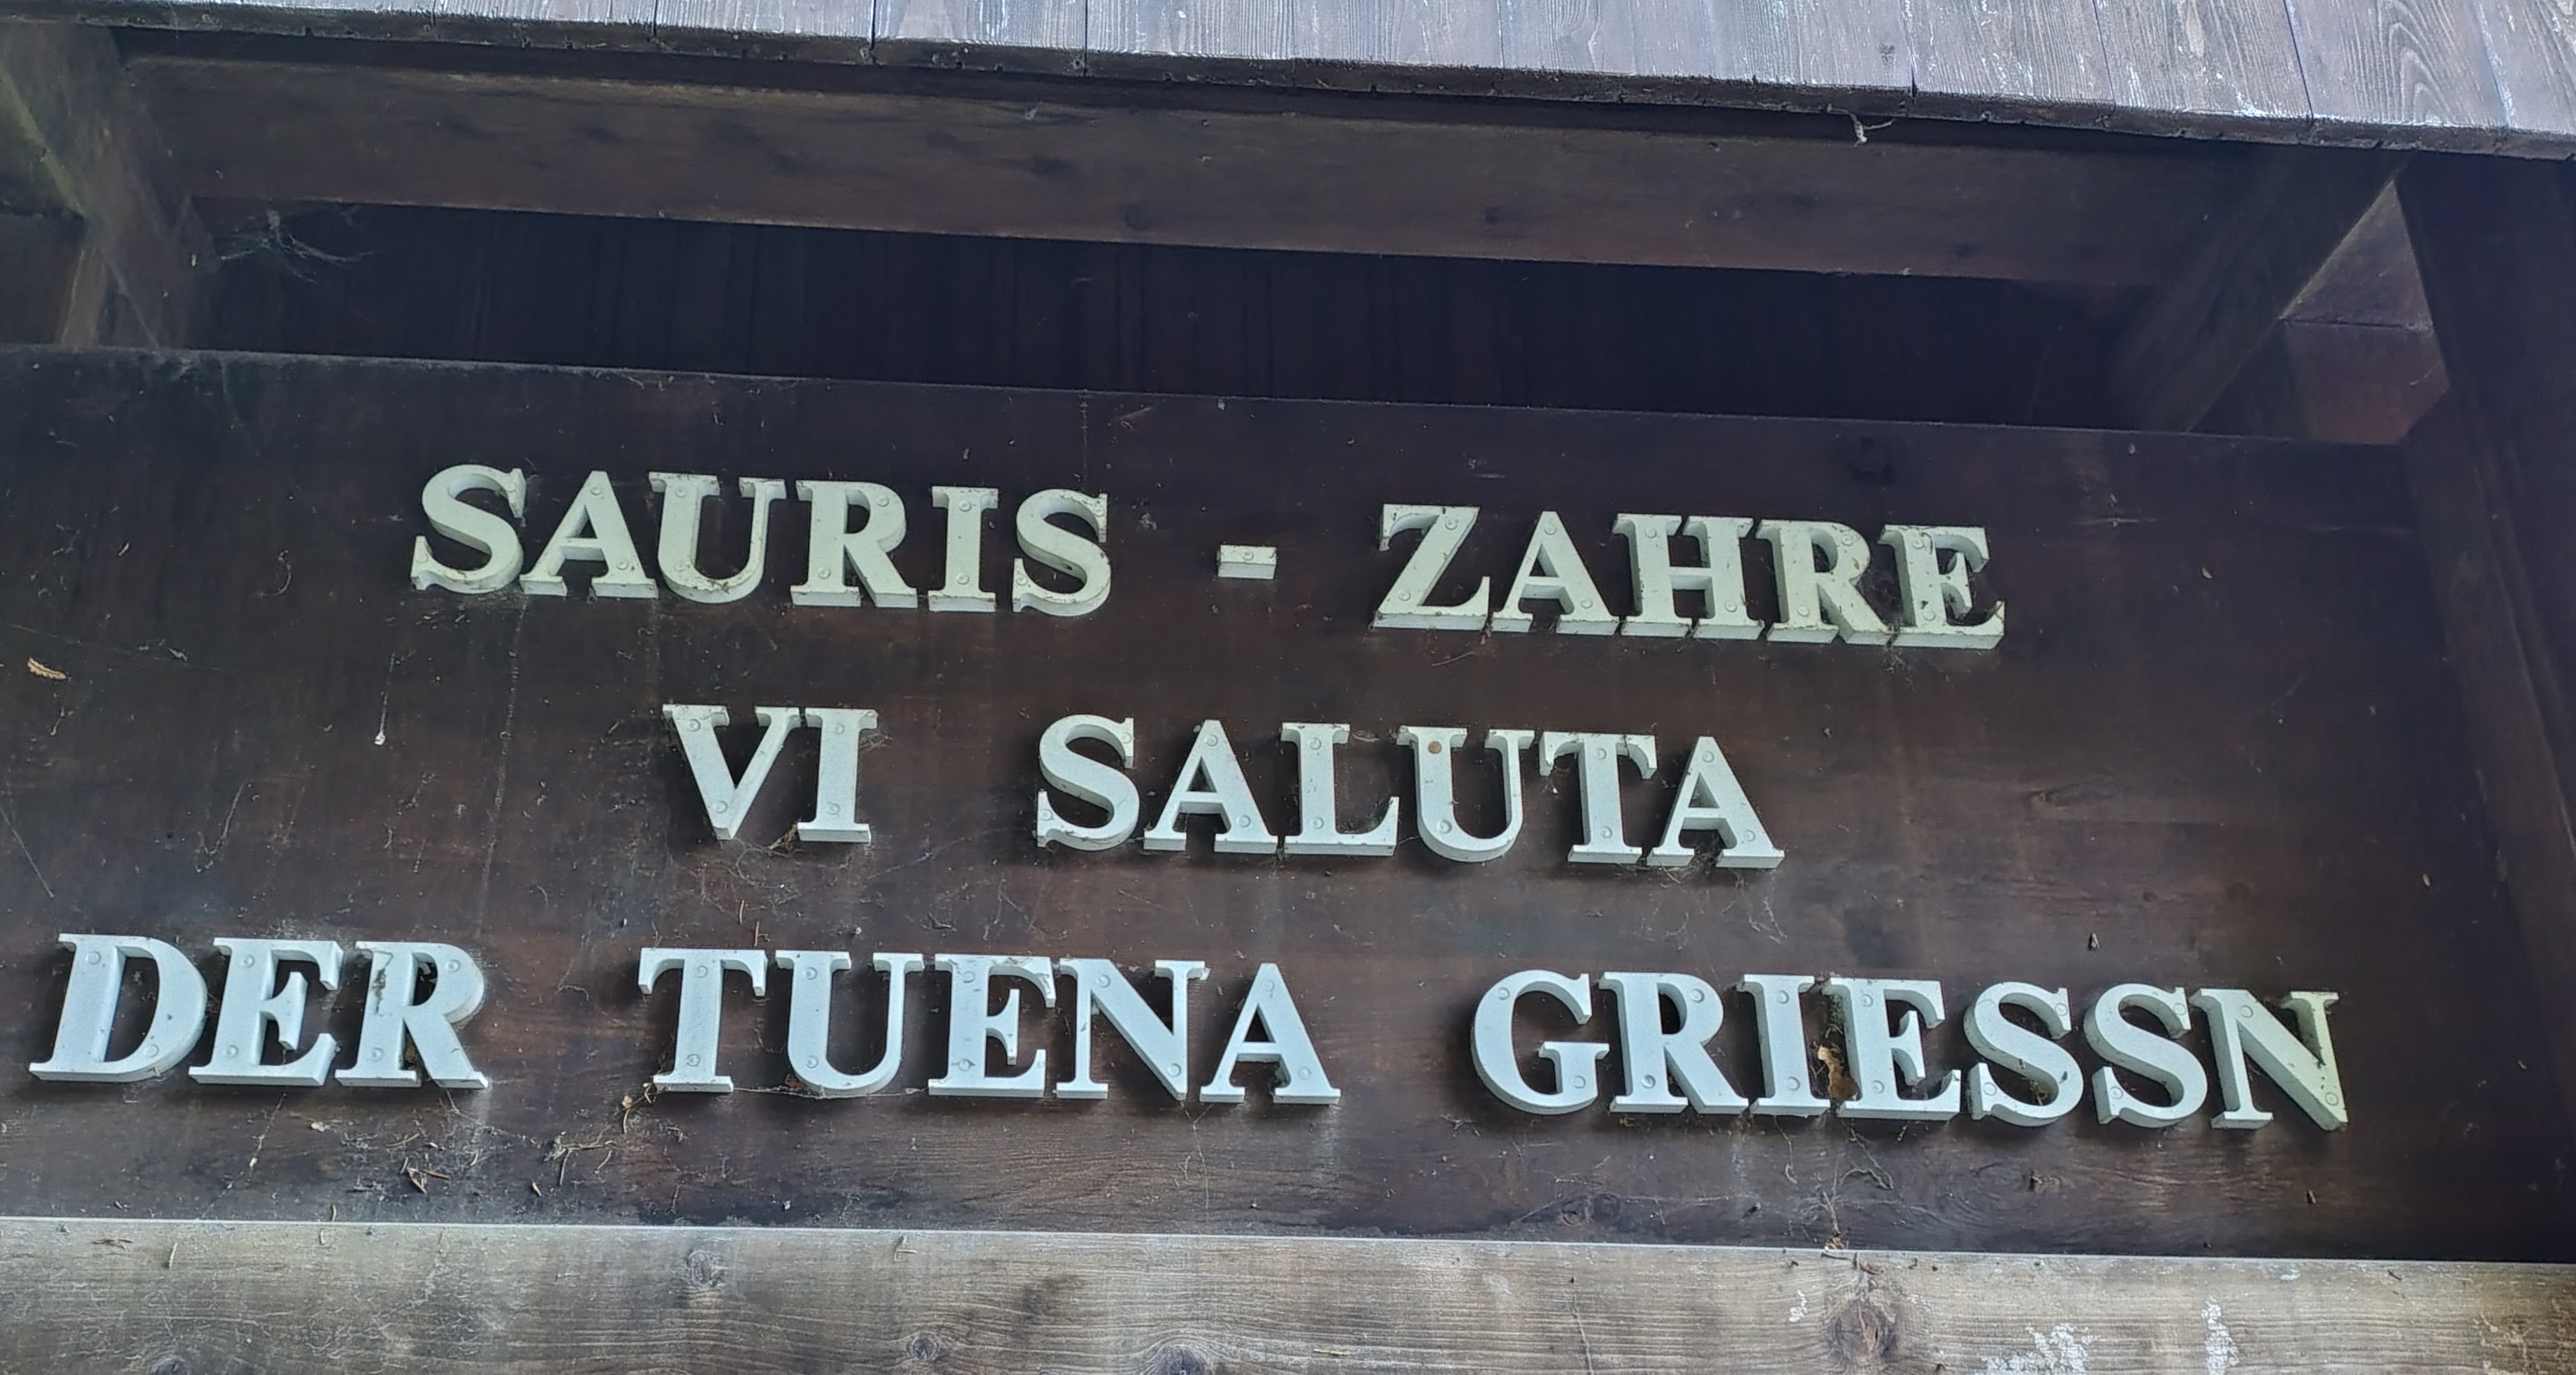 SAURIS - ZAHRE
VI SALUTA
DER TUENA GRIESSN